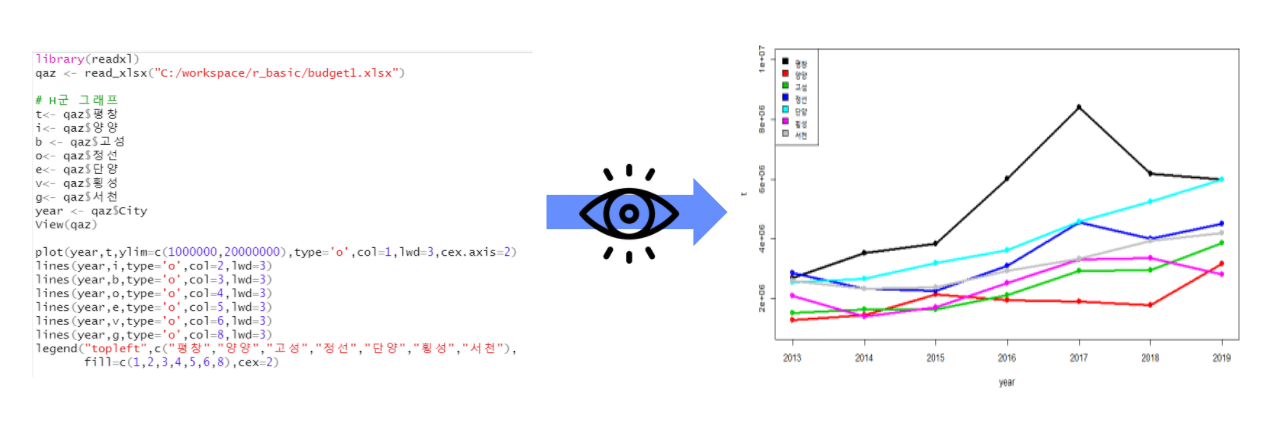 library(readxl)
qaz <- read_xlsx("C:/workspace/r_basic/budget1.xlsx")
# H군 그래프
t<- qaz$평창
i<- qaz$양양
b <- qaz$고성
o<- qaz$정선
e<- qaz$단양
v<- qaz$횡성
g<- qaz$서천
year <- qaz$City
View(qaz)
plot(year,t,ylim=c(1000000,20000000),type='o',col=1,lwd=3,cex.axis=2)
lines(year,i,type='o',col=2,lwd=3)
lines(year,b,type='o',col=3,lwd=3)
lines(year,o,type='o',col=4,lwd=3)
lines(year,e,type='o',col=5,lwd=3)
lines(year,v,type='o',col=6,lwd=3)
lines(year,g,type='o',col=8,lwd=3)
legend("topleft",c("평창","양양","고성","정선","단양","횡성","서천"),
fill=c(1,2,3,4,5,6,8),cex=2)
평창
양양
고성
정선
단양
횡성
서천
1e+07
8e+06
6e+06
4e+06
2e+06
t
2013 2014 2015 2016 2017 2018 2019
year